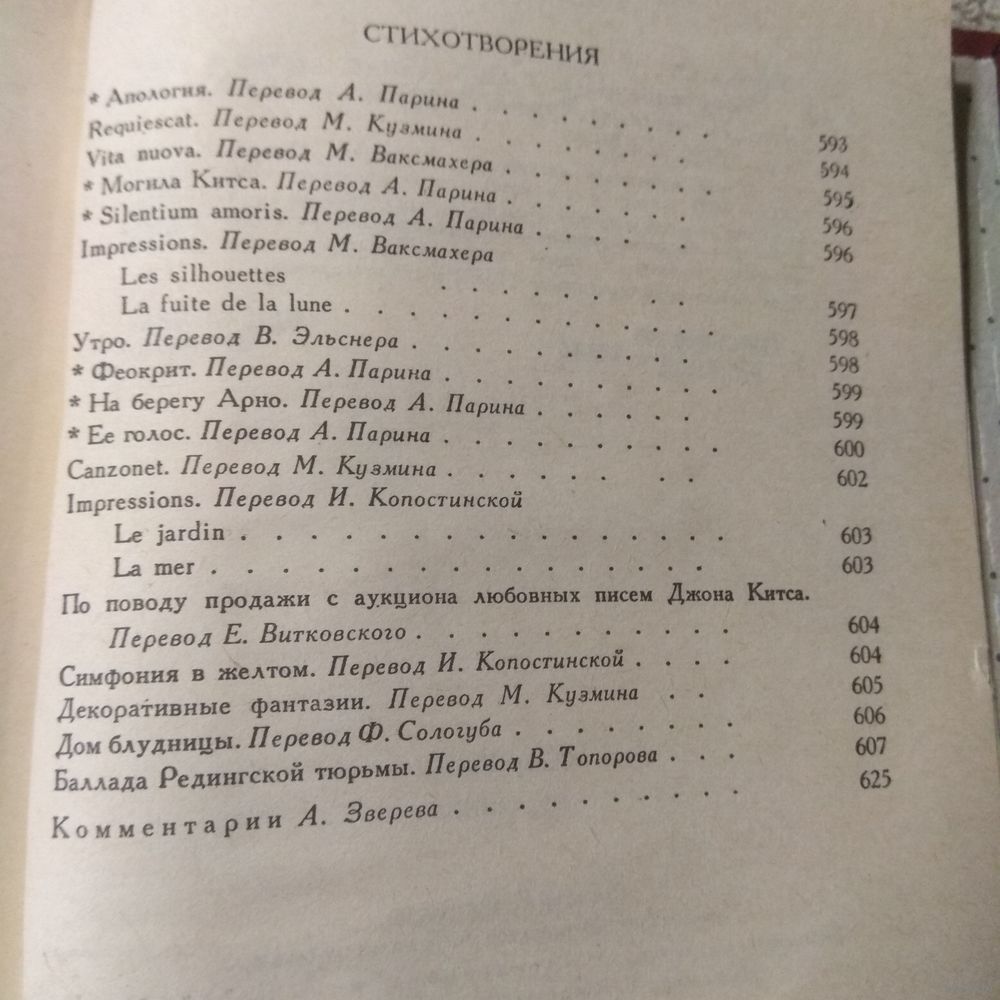 СТИХОТВОРЕНИЯ
* Апология. Перевод А. Парина . . . . . . . . 593
Requiescat. Перевод М. Кузмина . . . . . . . 594
Vita nuova. Перевод М. Ваксмахера . . . . . . . 595
* Могила Китса. Перевод А. Парина . . . . . . 596
* Silentium amoris. Перевод А. Парина . . . . . 596
Impressions. Перевод М. Ваксмахера
Les silhouettes . . . . . . . 597
La fuite de la lune . . . . . . . . . . . 598
Утро. Перевод В. Эльснера . . . . . . . . . 598
* Феокрит. Перевод А. Парина . . . . . . . . . 599
* На берегу Арно. Перевод А. Парина . . . . . 599
* Ее голос. Перевод А. Парина . . . . . . . . . 600
Canzonet. Перевод М. Кузмина . . . . . . . 602
Impressions. Перевод И. Копостинской
Le jardin . . . . . . . . . . . . . . . 603
La mer . . . . . . . . . . . . . . . 603
По поводу продажи с аукциона любовных писем Джона Китса.
Перевод Е. Витковского . . . . . . . . . . 604
Симфония в желтом. Перевод И. Копостинской . . . . 604
Декоративные фантазии. Перевод М. Кузмина . . 605
Дом блудницы. Перевод Ф. Сологуба . . . . . . . 606
Баллада Редингской тюрьмы. Перевод В. Топорова . . . 607
Комментарии А. Зверева . . . . . . . . . 625